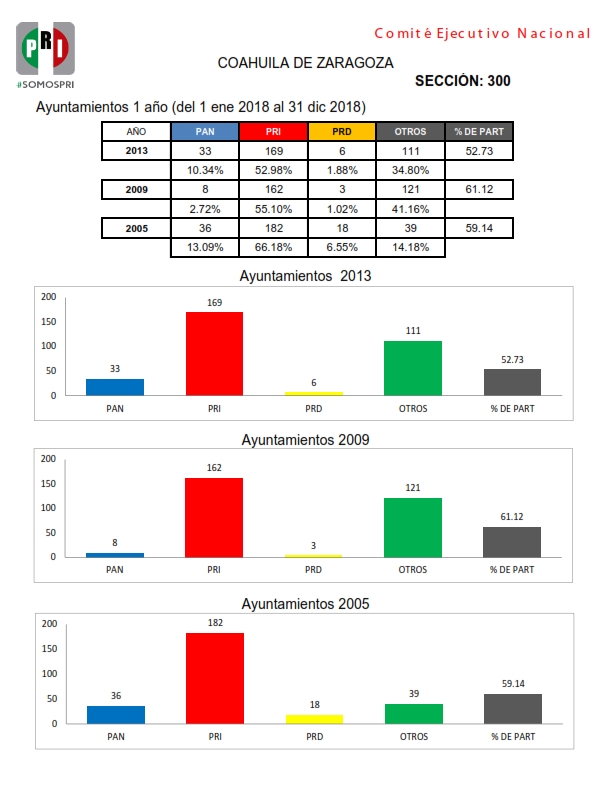 Comité Ejecutivo Nacional
PRI
#SOMOSPRI
COAHUILA DE ZARAGOZA
SECCIÓN: 300
Ayuntamientos 1 año (del 1 ene 2018 al 31 dic 2018)
AÑO PAN PRI PRD OTROS % DE PART
2013 33 169 6 111 52.73
10.34% 52.98% 1.88% 34.80%
2009 8 162 3 121 61.12
2.72% 55.10% 1.02% 41.16%
2005 36 182 18 39 59.14
13.09% 66.18% 6.55% 14.18%
Ayuntamientos 2013
200
150
100
50
0
33 169 6 111 52.73
PAN PRI PRD OTROS % DE PART
Ayuntamientos 2009
200
150
100
50
0
8 162 3 121 61.12
PAN PRI PRD OTROS % DE PART
Ayuntamientos 2005
200
150
100
50
0
36 182 18 39 59.14
PAN PRI PRD OTROS % DE PART